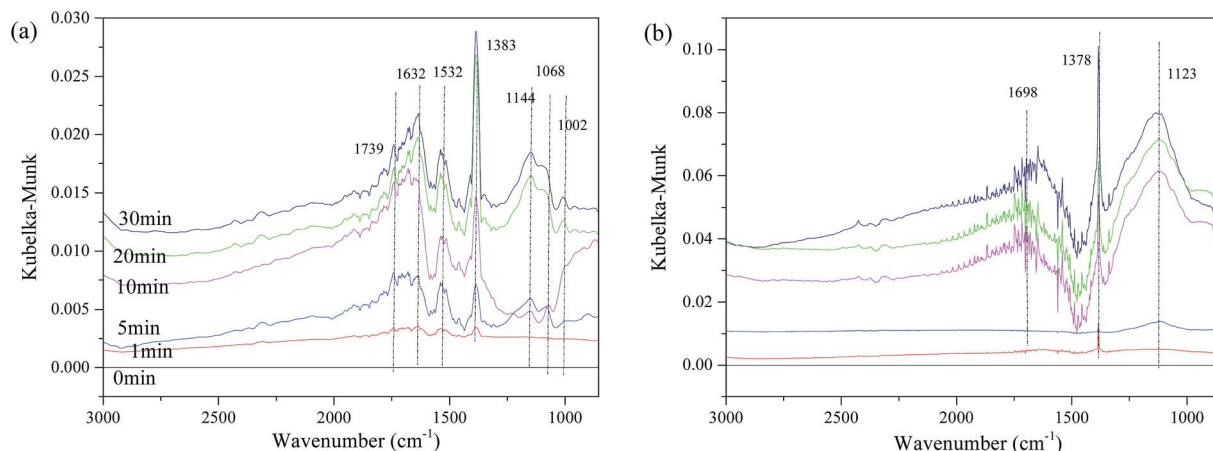 (a)
0.030
0.025
0.020
0.015
0.010
0.005
0.000
Kubelka-Munk
1739
1632
1532
1383
1144
1068
1002
30min
20min
10min
5min
1min
0min
3000
2500
2000
1500
1000
Wavenumber (cm⁻¹)
(b)
0.10
0.08
0.06
0.04
0.02
0.00
Kubelka-Munk
1698
1378
1123
3000
2500
2000
1500
1000
Wavenumber (cm⁻¹)